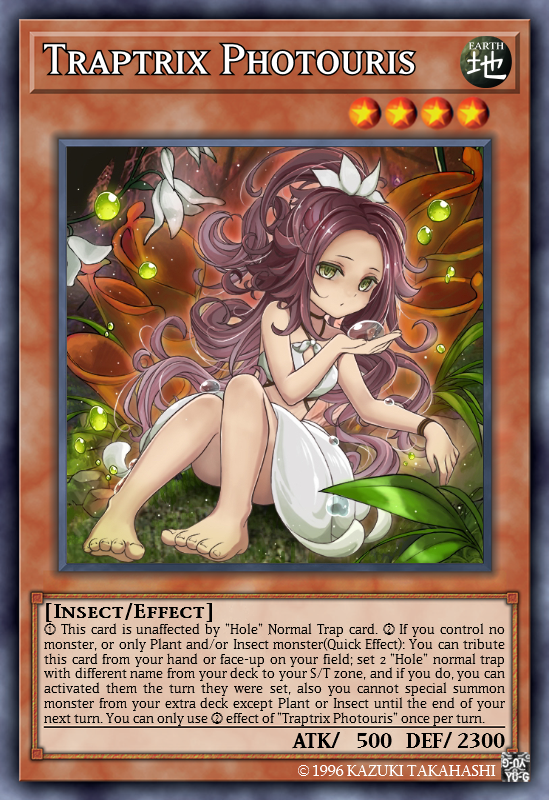 Traptrix Photouris
EARTH
地
[Insect/Effect]
① This card is unaffected by "Hole" Normal Trap card. ② If you control no
monster, or only Plant and/or Insect monster(Quick Effect): You can tribute
this card from your hand or face-up on your field; set 2 "Hole" normal trap
with different name from your deck to your S/T zone, and if you do, you can
activated them the turn they were set, also you cannot special summon
monster from your extra deck except Plant or Insect until the end of your
next turn. You can only use ② effect of "Traptrix Photouris" once per turn.
ATK/ 500 DEF/ 2300
©1996 KAZUKI TAKAHASHI
YU-G